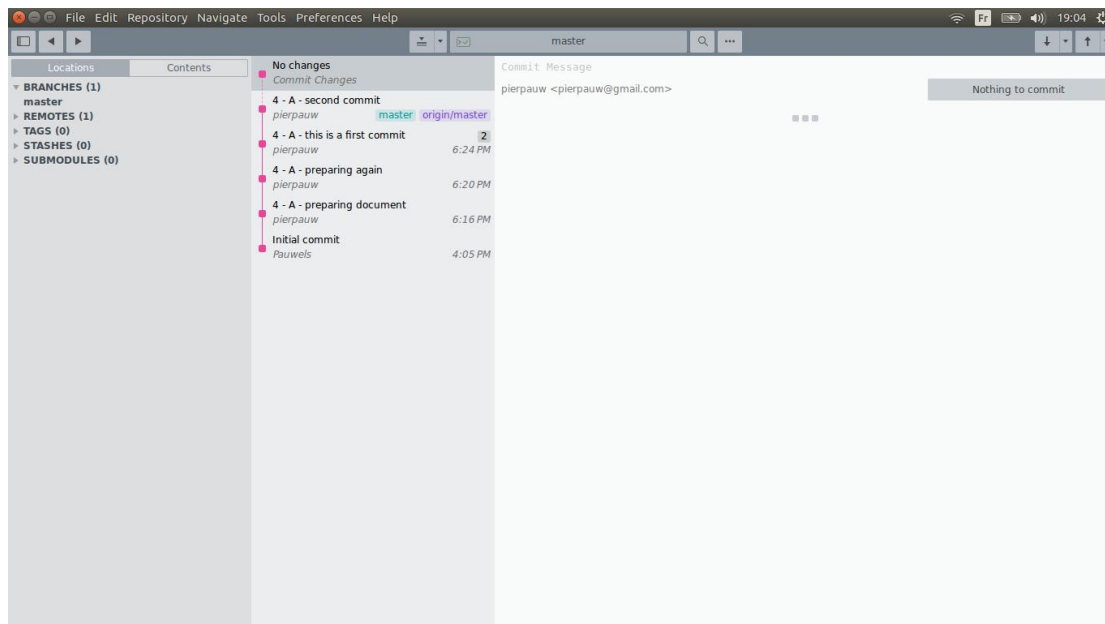 File Edit Repository Navigate Tools Preferences Help
Fr 19:04
master
Locations Contents
BRANCHES (1)
master
REMOTES (1)
TAGS (0)
STASHES (0)
SUBMODULES (0)
No changes
Commit Changes
4 - A - second commit
pierpauw master origin/master
4 - A - this is a first commit 2
pierpauw 6:24 PM
4 - A - preparing again
pierpauw 6:20 PM
4 - A - preparing document
pierpauw 6:16 PM
Initial commit
Pauwels 4:05 PM
Commit Message
pierpauw <pierpauw@gmail.com>
Nothing to commit